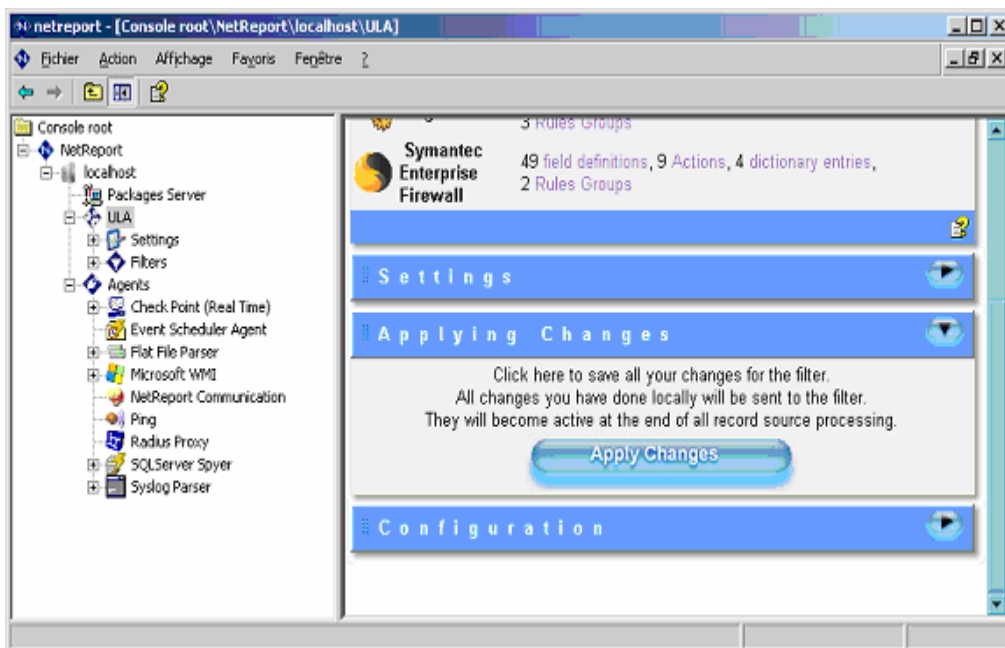 netreport - [Console root\NetReport\localhost\ULA]
Fichier Action Affichage Favoris Fenêtre ?
Console root
NetReport
localhost
Packages Server
ULA
Settings
Filters
Agents
Check Point (Real Time)
Event Scheduler Agent
Flat File Parser
Microsoft WMI
NetReport Communication
Ping
Radius Proxy
SQLServer Spyer
Syslog Parser
3 Rules Groups
Symantec
Enterprise
Firewall
49 field definitions, 9 Actions, 4 dictionary entries,
2 Rules Groups
Settings
Applying Changes
Click here to save all your changes for the filter.
All changes you have done locally will be sent to the filter.
They will become active at the end of all record source processing.
Apply Changes
Configuration